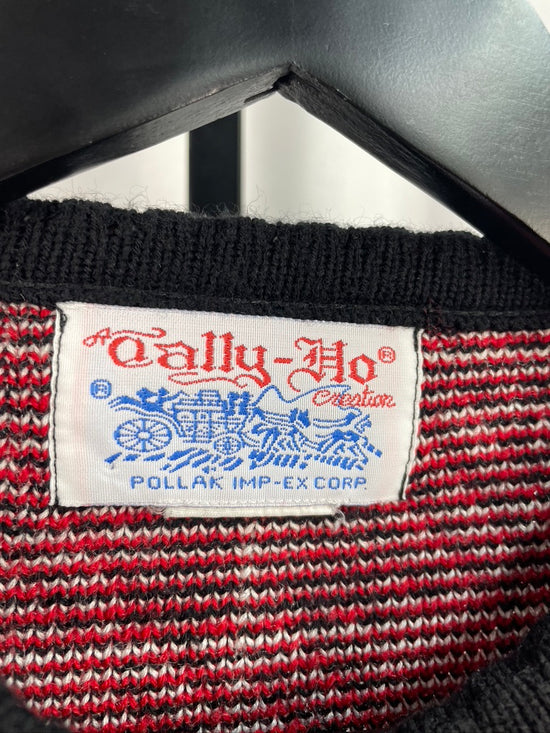 A Tally-Ho ®
Creation
®
POLLAK IMP-EX CORP.